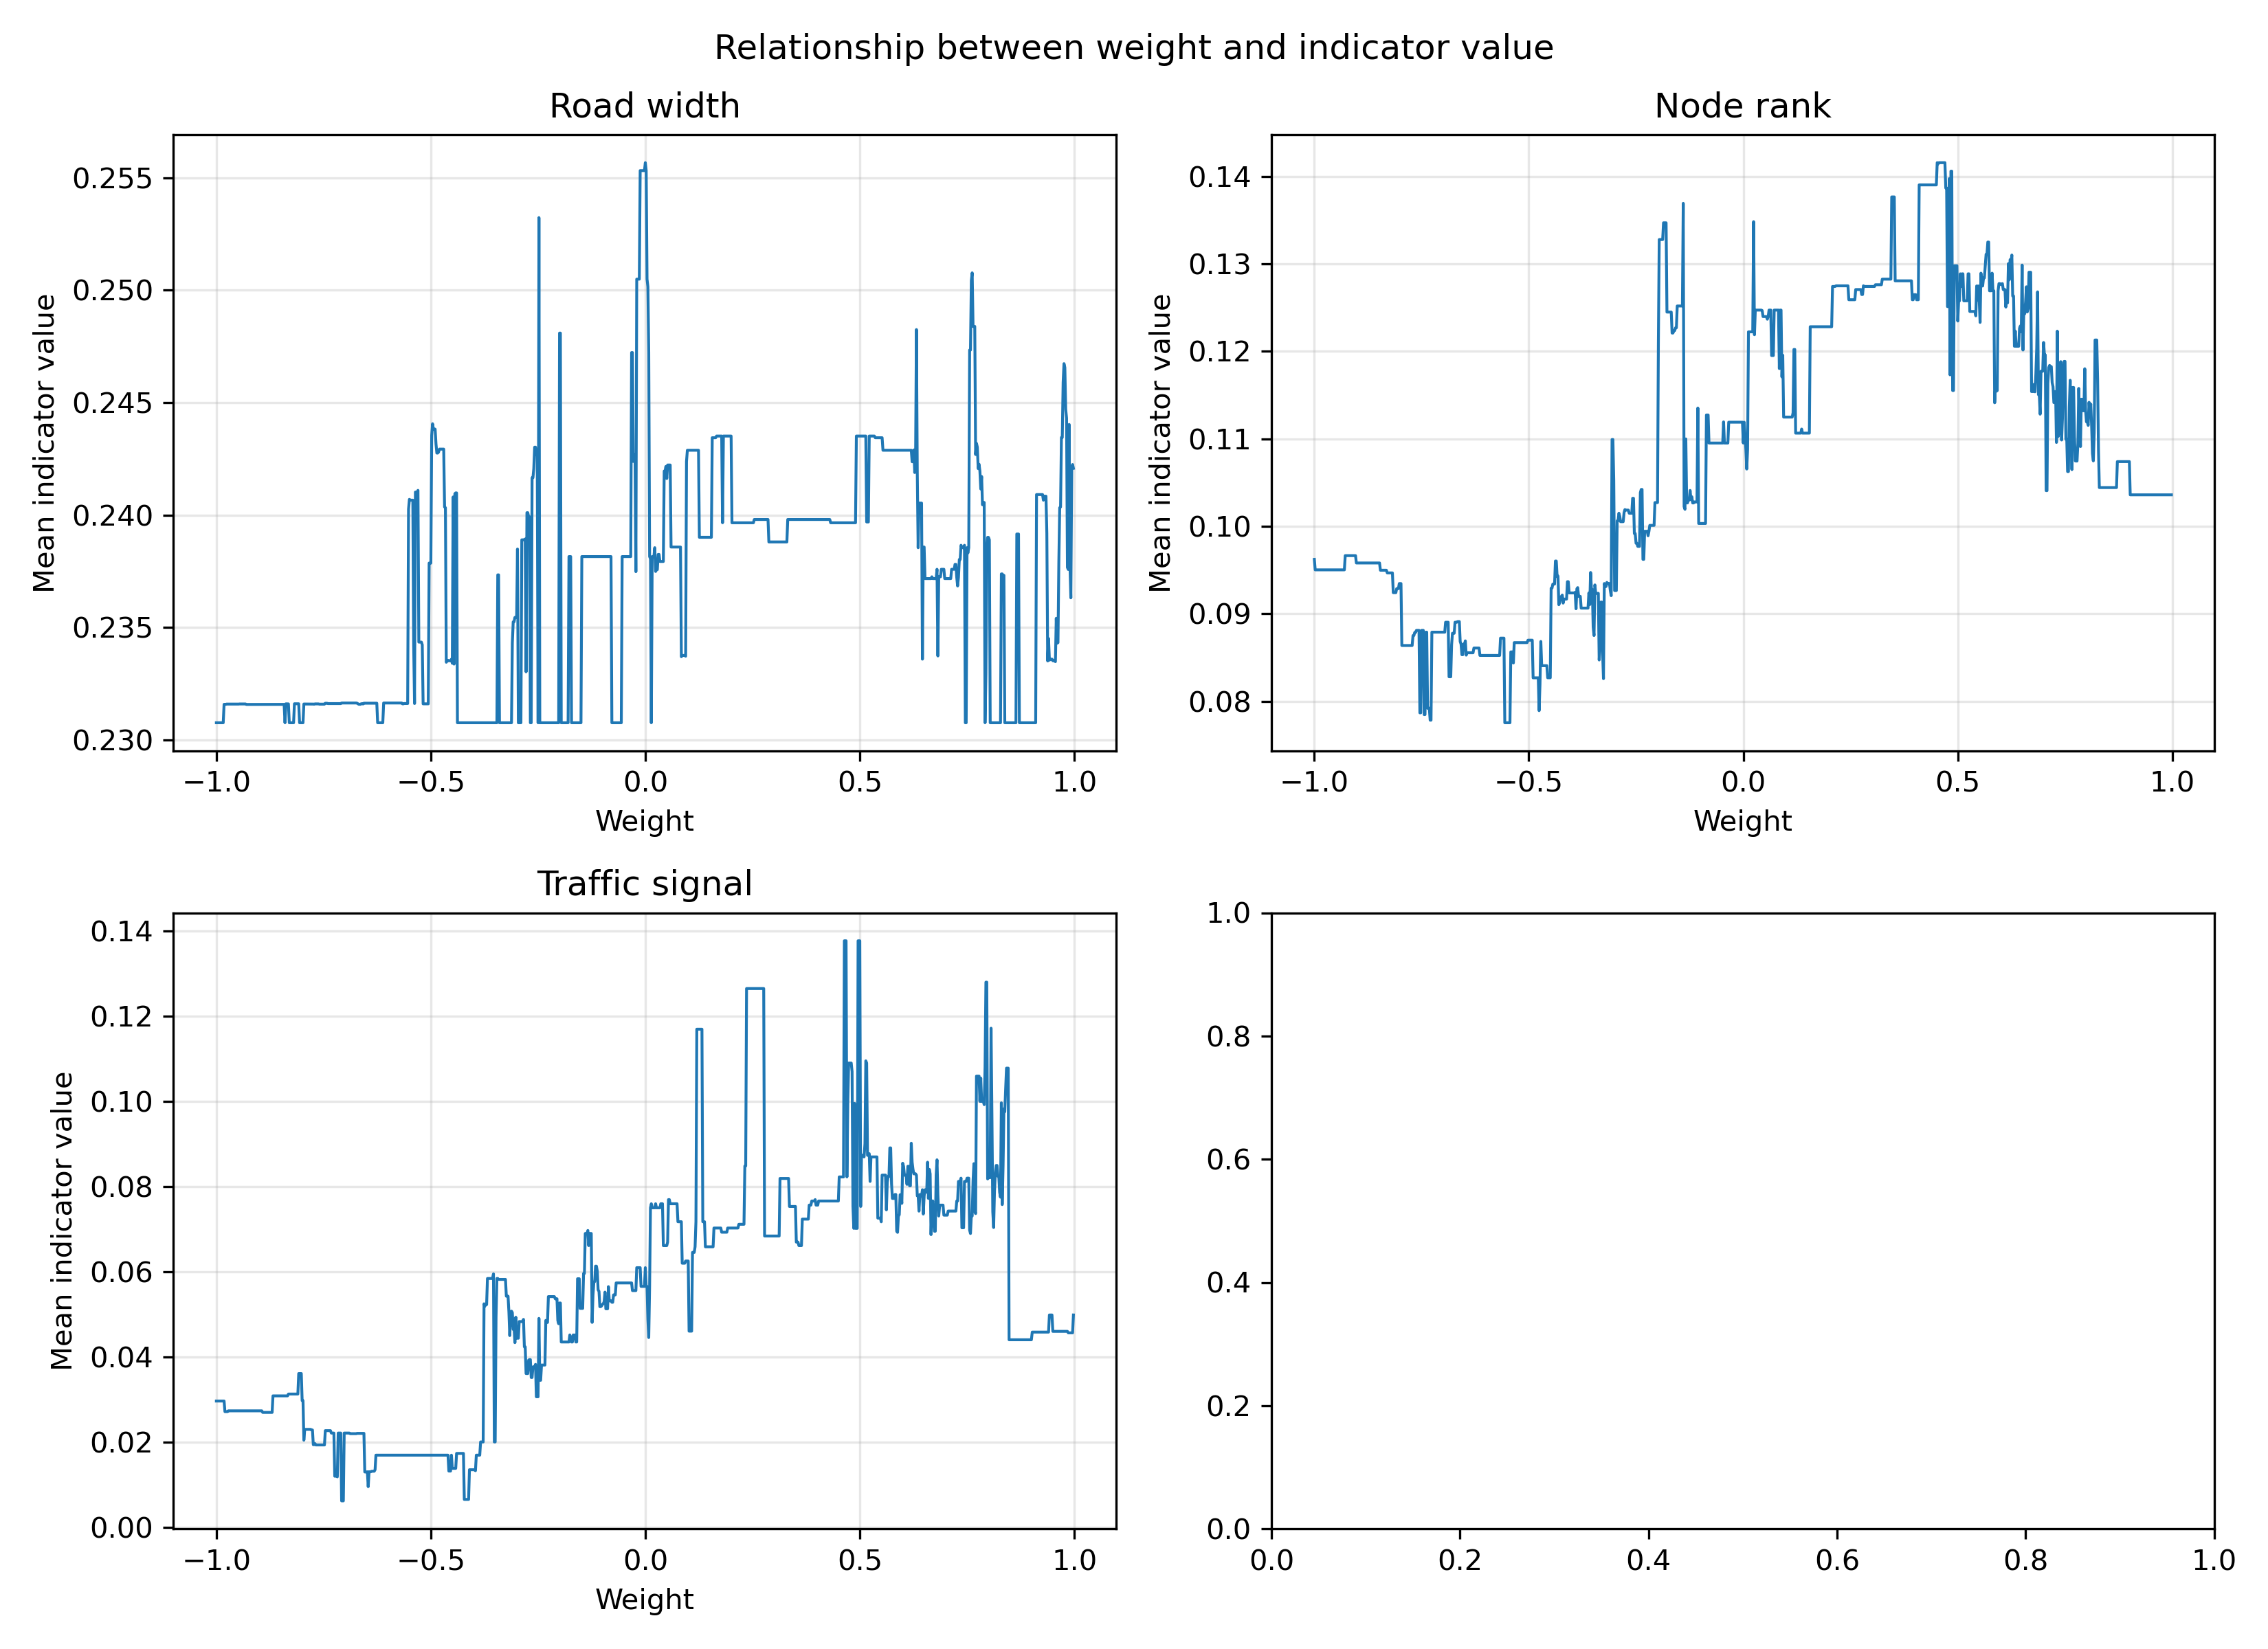 Relationship between weight and indicator value
Road width
Mean indicator value
0.255
0.250
0.245
0.240
0.235
0.230
−1.0 −0.5 0.0 0.5 1.0
Weight
Node rank
Mean indicator value
0.14
0.13
0.12
0.11
0.10
0.09
0.08
−1.0 −0.5 0.0 0.5 1.0
Weight
Traffic signal
Mean indicator value
0.14
0.12
0.10
0.08
0.06
0.04
0.02
0.00
−1.0 −0.5 0.0 0.5 1.0
Weight
1.0
0.8
0.6
0.4
0.2
0.0
0.0 0.2 0.4 0.6 0.8 1.0